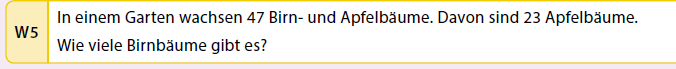 W5
In einem Garten wachsen 47 Birn- und Apfelbäume. Davon sind 23 Apfelbäume.
Wie viele Birnbäume gibt es?